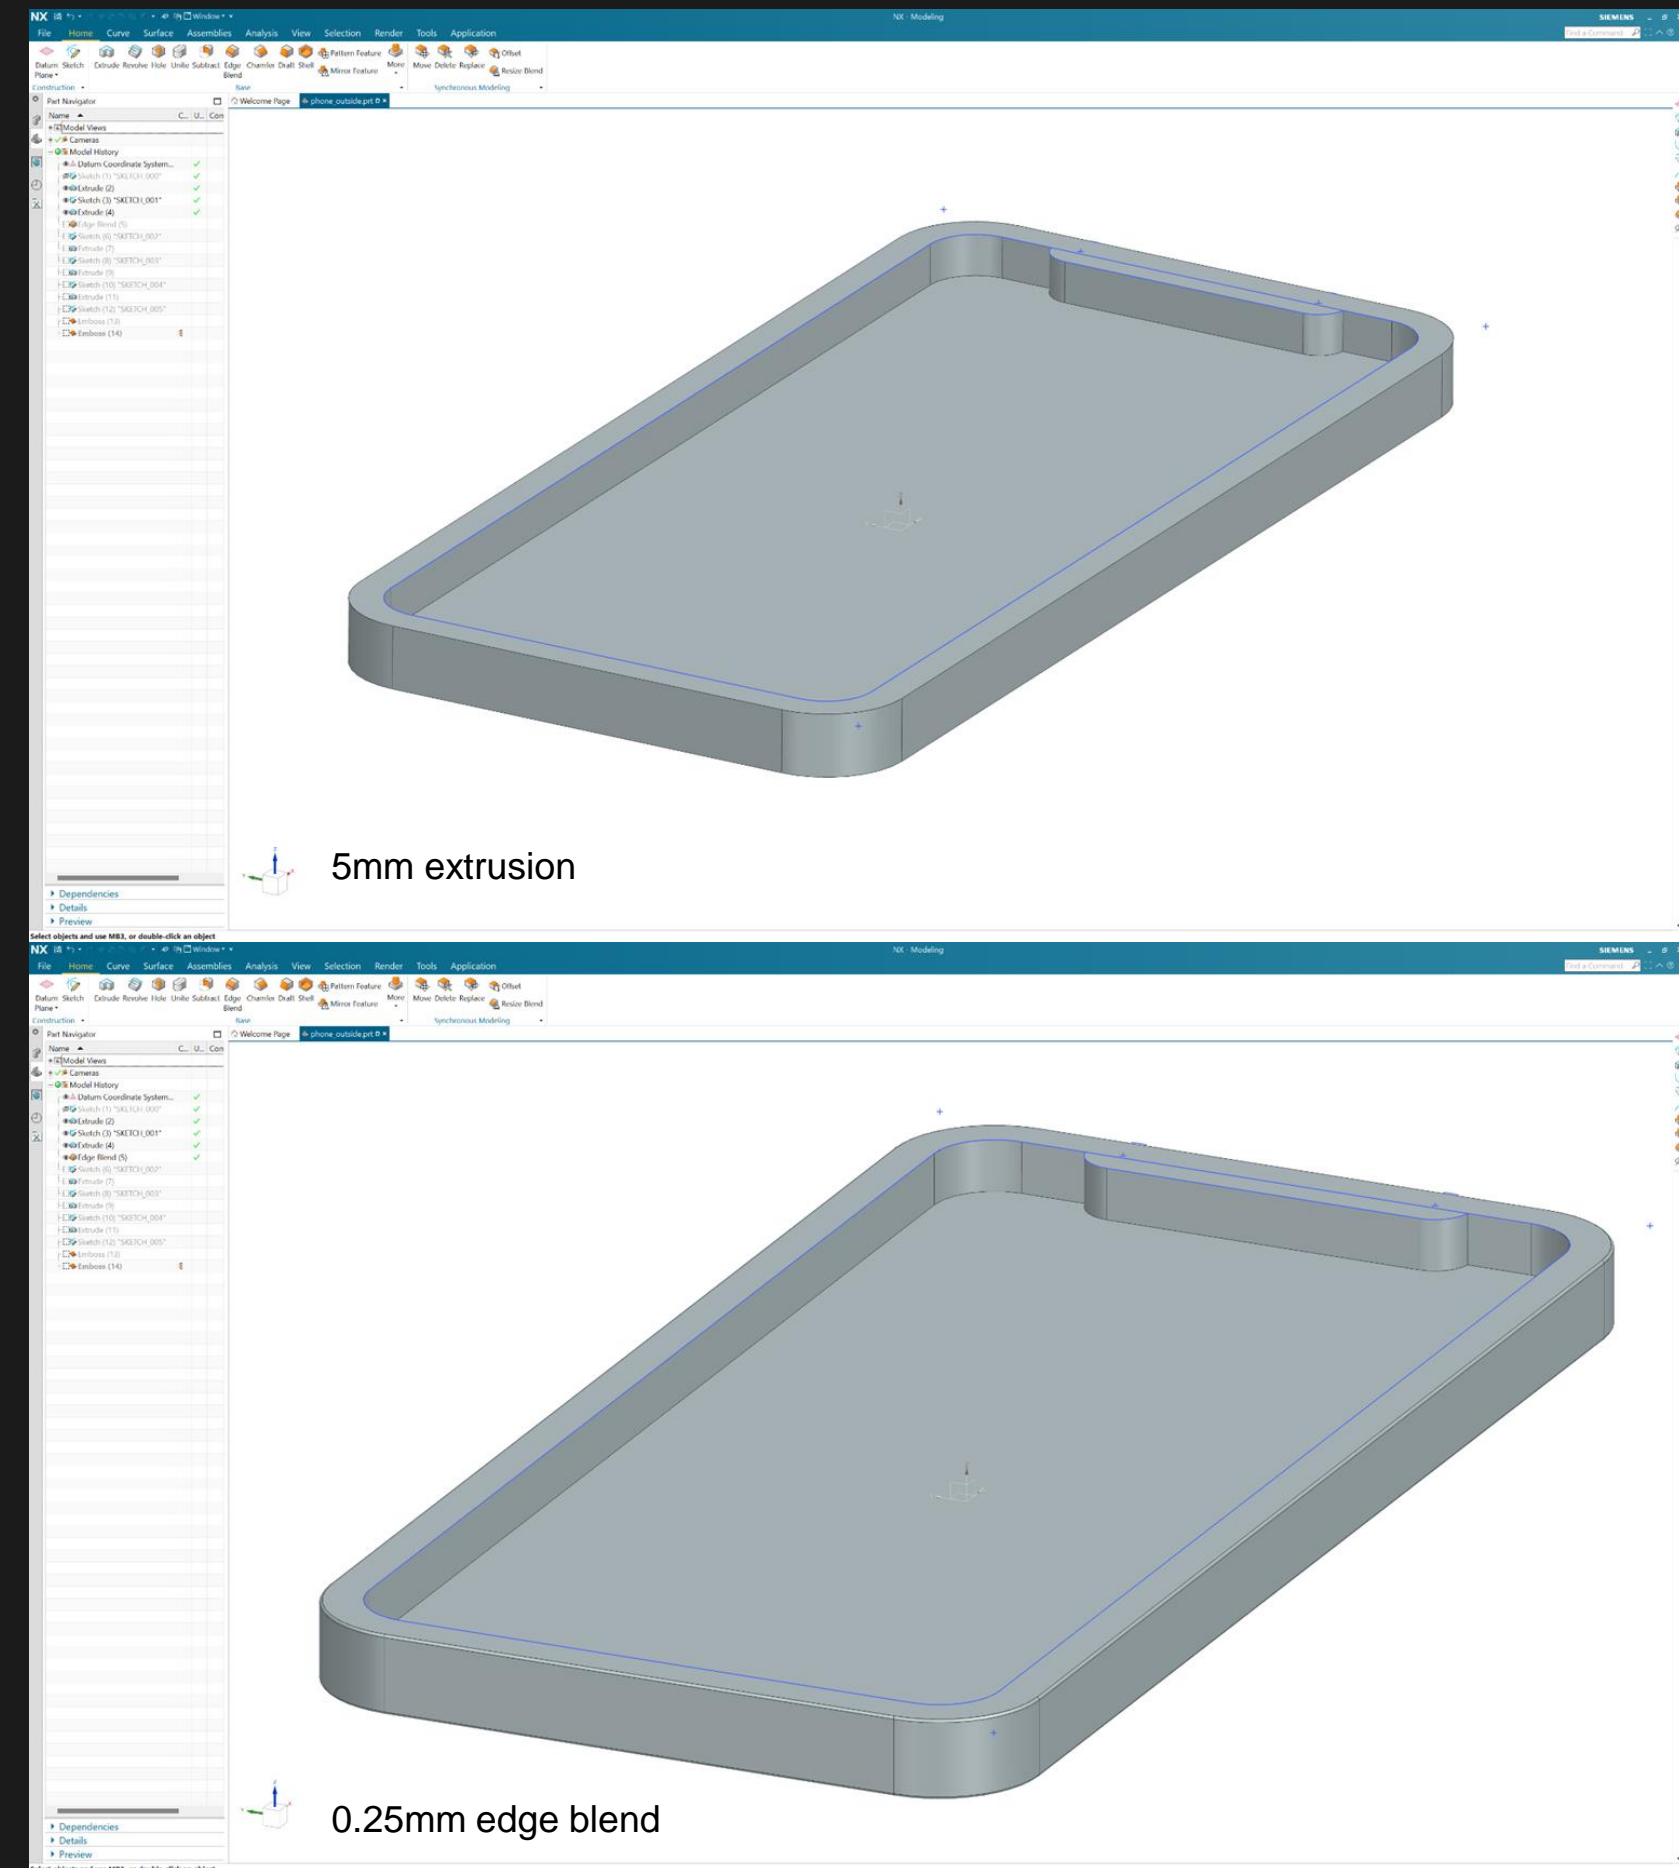 NX Window NX - Modeling SIEMENS
File Home Curve Surface Assemblies Analysis View Selection Render Tools Application Find a Command
Pattern Feature Offset
Datum Sketch Extrude Revolve Hole Unite Subtract Edge Chamfer Draft Shell More Move Delete Replace
Plane Blend Mirror Feature Resize Blend
Construction Base Synchronous Modeling
Part Navigator Welcome Page phone_outside.prt
Name C... U... Con
Model Views
Cameras
Model History
Datum Coordinate System...
Sketch (1) "SKETCH_000"
Extrude (2)
Sketch (3) "SKETCH_001"
Extrude (4)
Edge Blend (5)
Sketch (6) "SKETCH_002"
Extrude (7)
Sketch (8) "SKETCH_003"
Extrude (9)
Sketch (10) "SKETCH_004"
Extrude (11)
Sketch (12) "SKETCH_005"
Emboss (13)
Emboss (14)
5mm extrusion
Dependencies
Details
Preview
Select objects and use MB3, or double-click an object
NX Window NX - Modeling SIEMENS
File Home Curve Surface Assemblies Analysis View Selection Render Tools Application Find a Command
Pattern Feature Offset
Datum Sketch Extrude Revolve Hole Unite Subtract Edge Chamfer Draft Shell More Move Delete Replace
Plane Blend Mirror Feature Resize Blend
Construction Base Synchronous Modeling
Part Navigator Welcome Page phone_outside.prt
Name C... U... Con
Model Views
Cameras
Model History
Datum Coordinate System...
Sketch (1) "SKETCH_000"
Extrude (2)
Sketch (3) "SKETCH_001"
Extrude (4)
Edge Blend (5)
Sketch (6) "SKETCH_002"
Extrude (7)
Sketch (8) "SKETCH_003"
Extrude (9)
Sketch (10) "SKETCH_004"
Extrude (11)
Sketch (12) "SKETCH_005"
Emboss (13)
Emboss (14)
0.25mm edge blend
Dependencies
Details
Preview